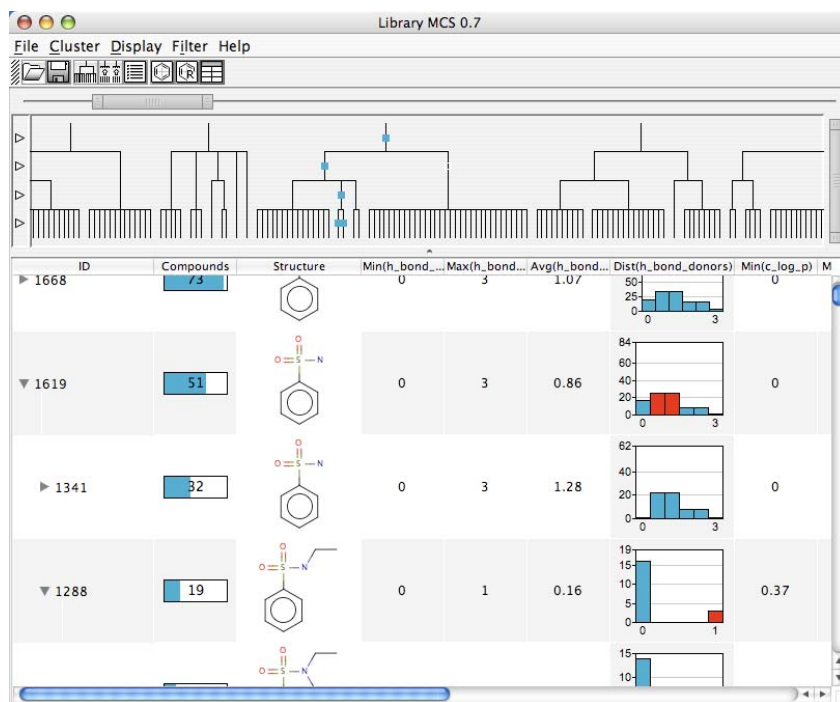 Library MCS 0.7
File Cluster Display Filter Help
ID Compounds Structure Min(h_bond_... Max(h_bond... Avg(h_bond... Dist(h_bond_donors) Min(c_log_p) M
1668 73 0 3 1.07 50 25 0 0 3 0
1619 51 O O S N 0 3 0.86 84 60 40 20 0 0 3 0
1341 32 O O S N 0 3 1.28 62 40 20 0 0 3 0
1288 19 O O S N 0 1 0.16 19 15 10 5 0 0 1 0.37
O O S N 15 10